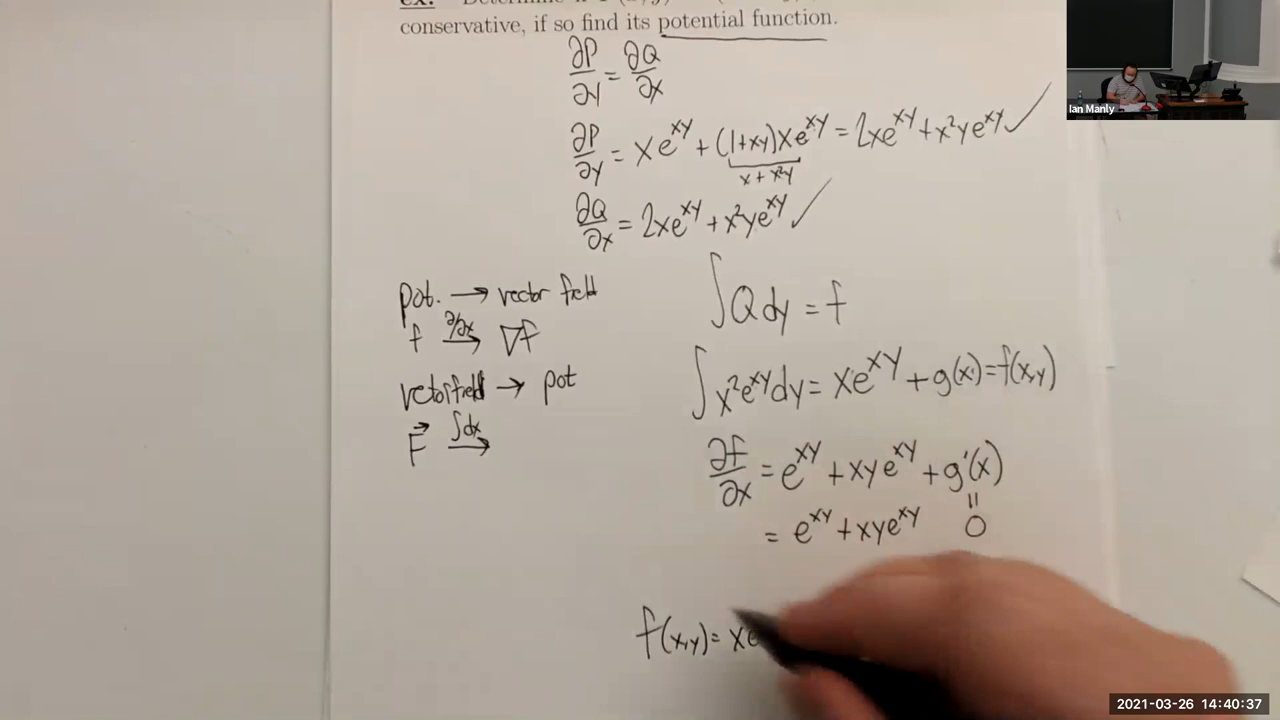 conservative, if so find its potential function.
∂P/∂y = ∂Q/∂x
∂P/∂y = xe^xy + (1+xy)xe^xy = 2xe^xy + x²ye^xy ✓
x + x²y
∂Q/∂x = 2xe^xy + x²ye^xy ✓
pot. → vector field
f ∂/∂x → ∇f
vector field → pot
F⃗ ∫dx →
∫Q dy = f
∫x²e^xy dy = xe^xy + g(x) = f(x,y)
∂f/∂x = e^xy + xye^xy + g'(x)
= e^xy + xye^xy
"
0
f(x,y) = xe
Ian Manly
2021-03-26 14:40:37